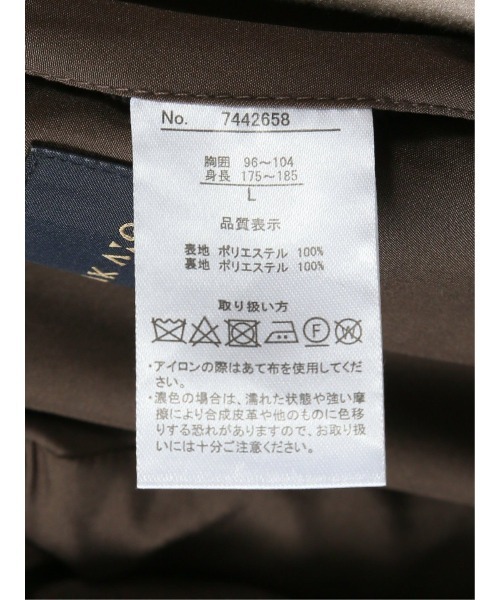 No. 7442658
胸囲 96～104
身長 175～185
L
品質表示
表地 ポリエステル 100%
裏地 ポリエステル 100%
取り扱い方
F W
・アイロンの際はあて布を使用してくだ
さい。
・濃色の場合は、濡れた状態や強い摩
擦により合成皮革や他のものに色移
りする恐れがありますので、お取り扱
いには十分ご注意ください。